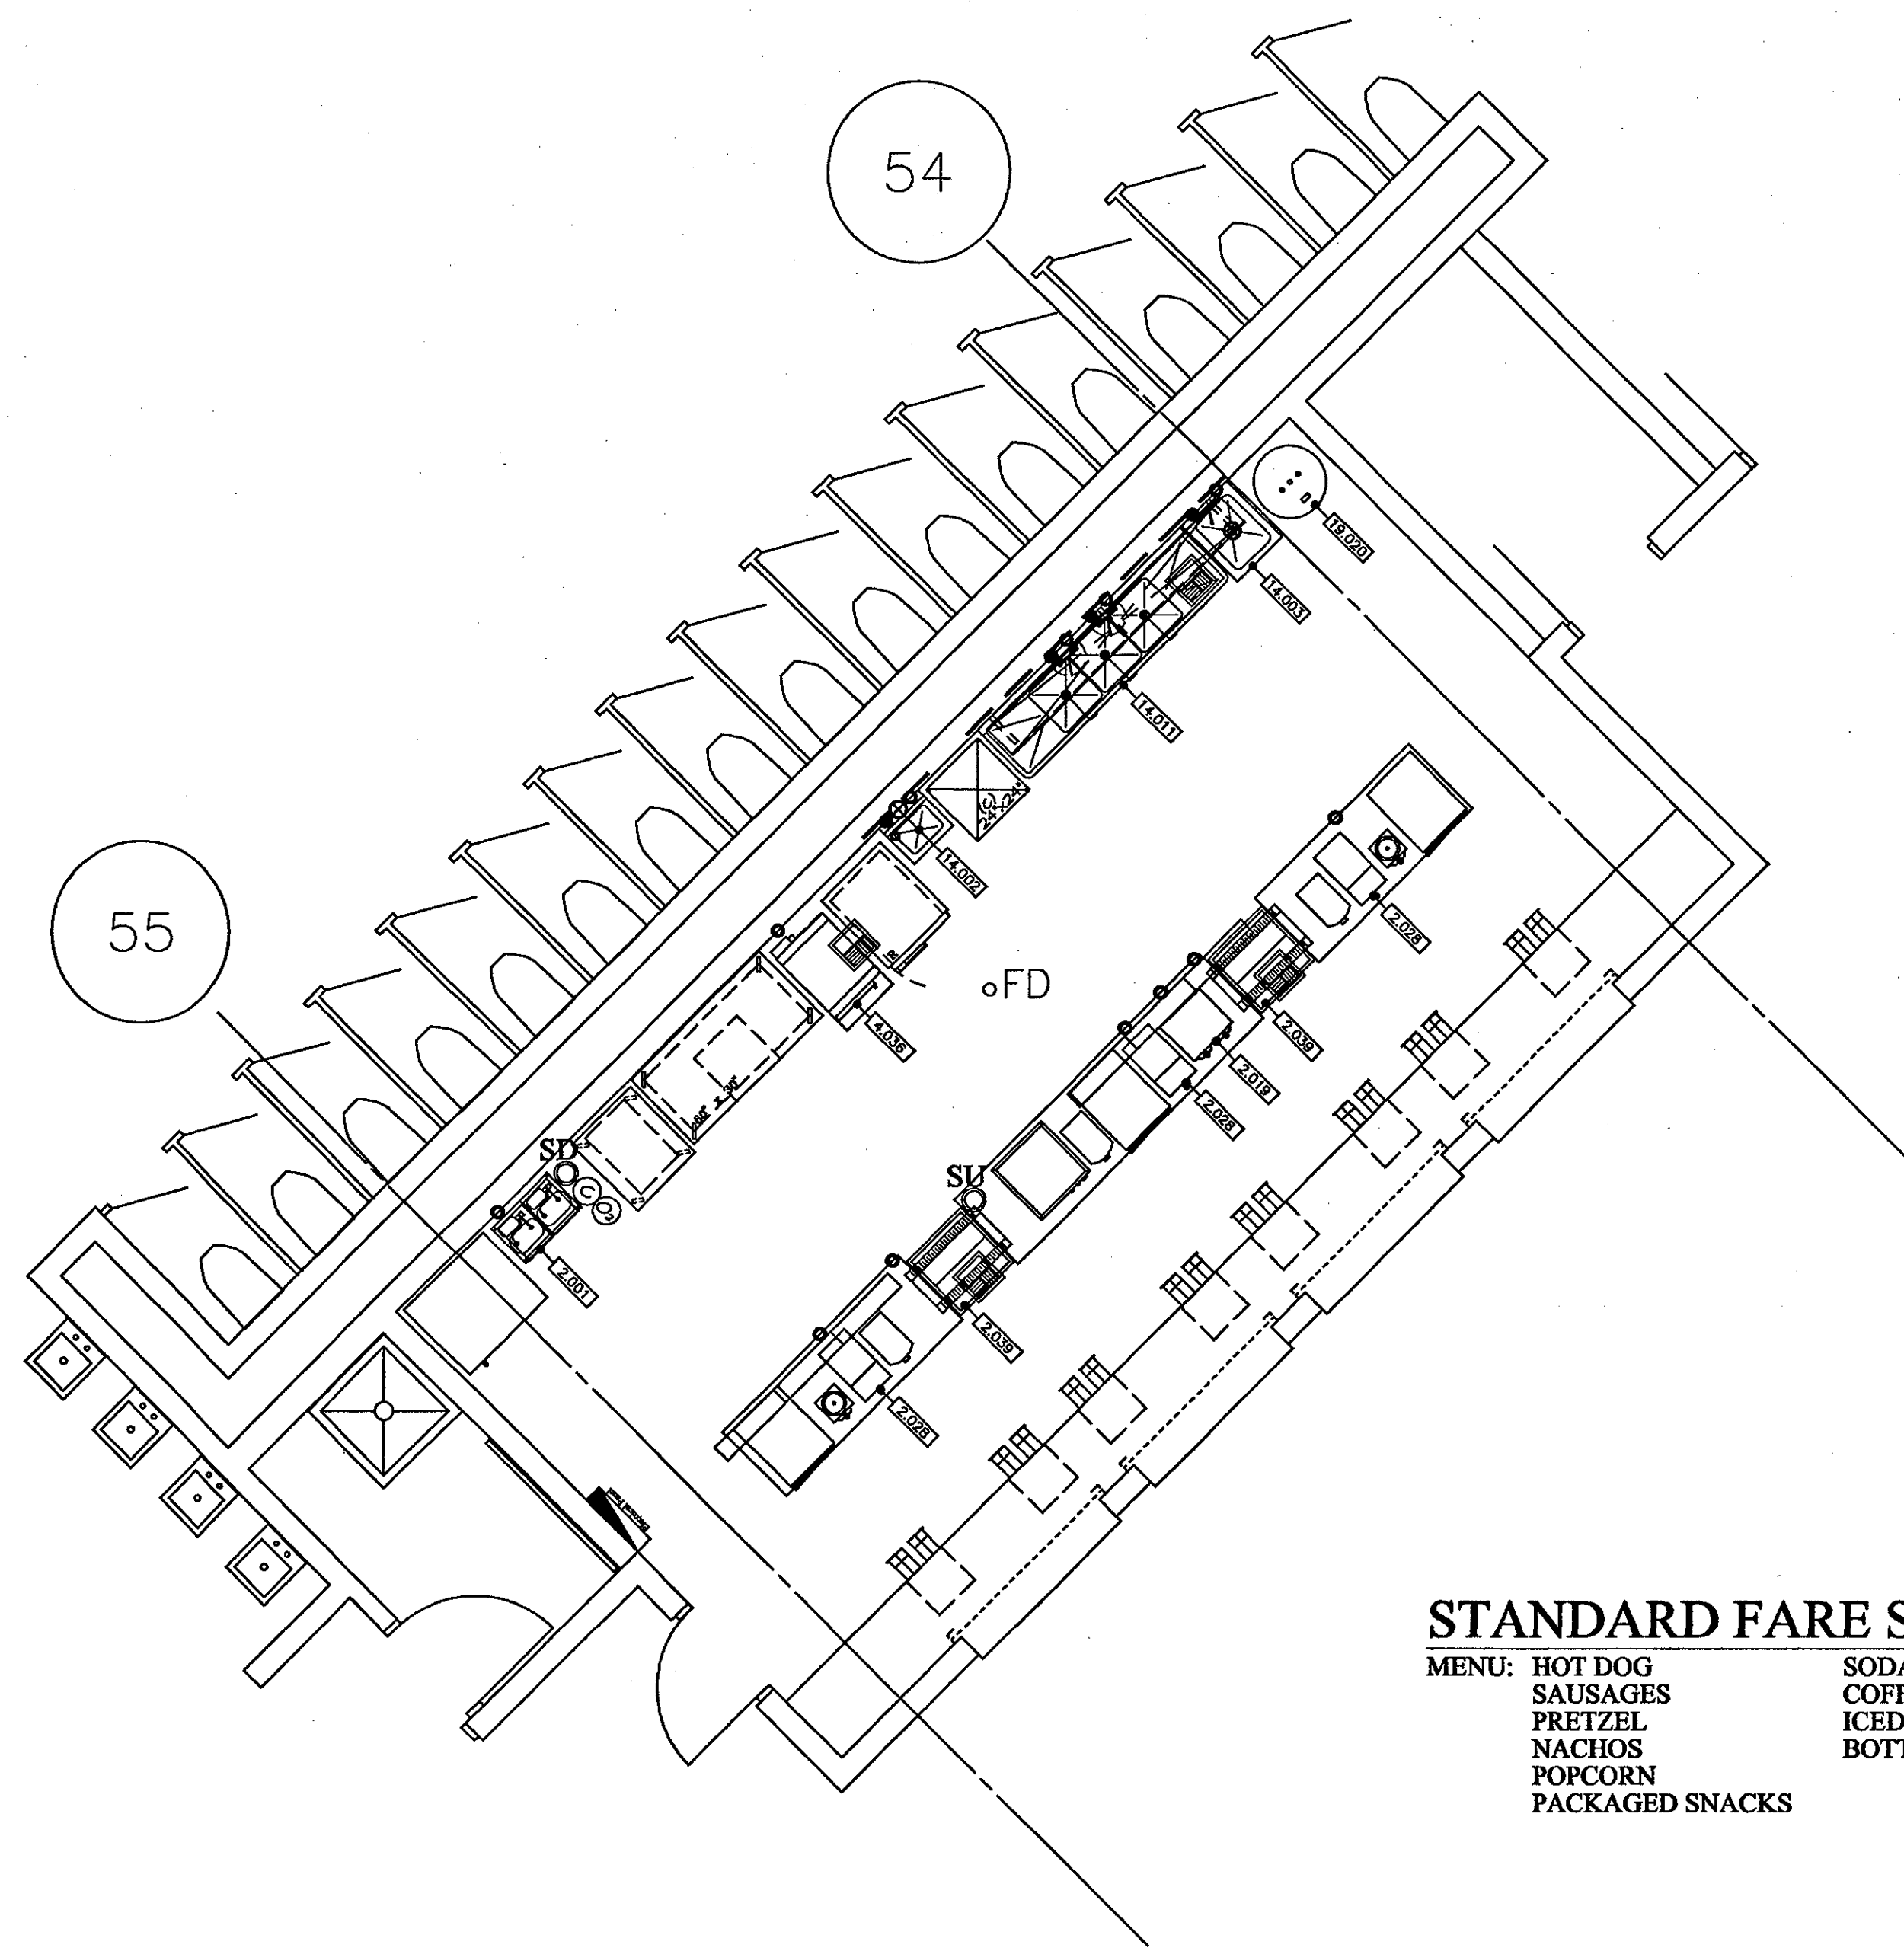 54
19.020
14.003
14.011
(C)
24"x24"
14.002
55
R
FD
2.028
4.036
2.039
2.019
60" x 30"
2.028
SD
SU
C
O2
2.001
2.039
2.028
STANDARD FARE S
MENU: HOT DOG SODA
SAUSAGES COFF
PRETZEL ICED
NACHOS BOTT
POPCORN
PACKAGED SNACKS